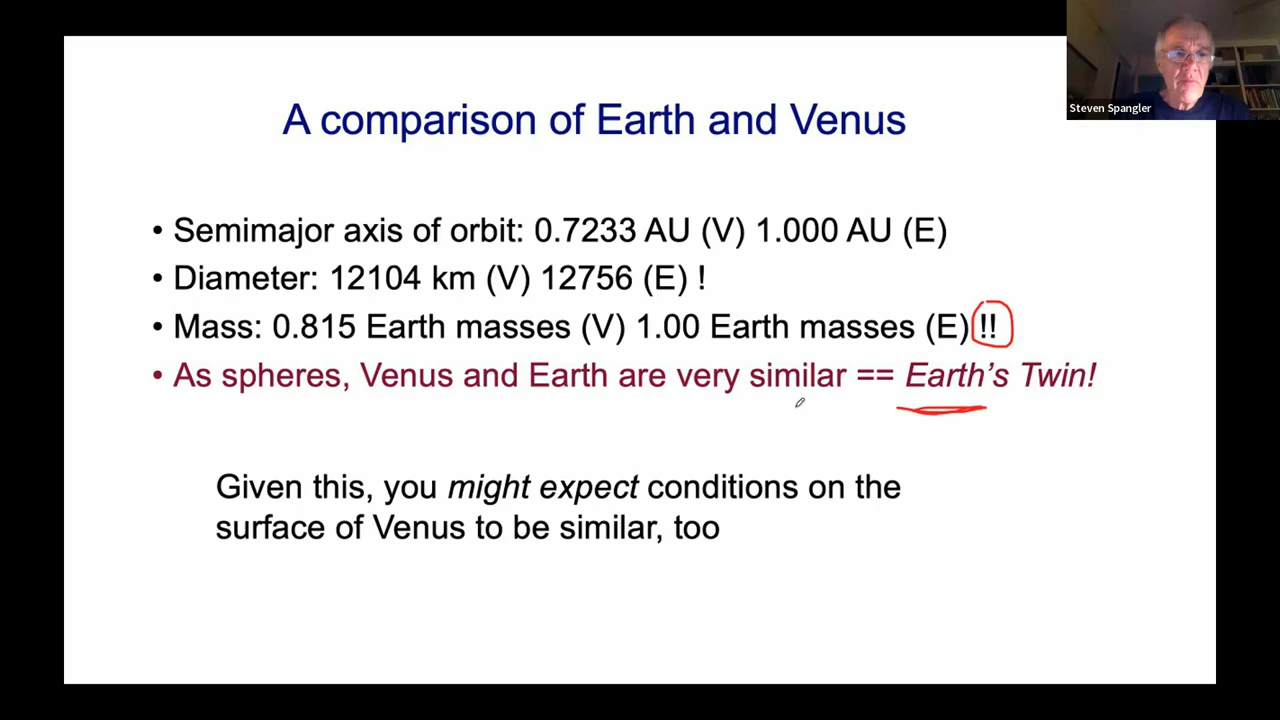 Steven Spangler
A comparison of Earth and Venus
• Semimajor axis of orbit: 0.7233 AU (V) 1.000 AU (E)
• Diameter: 12104 km (V) 12756 (E) !
• Mass: 0.815 Earth masses (V) 1.00 Earth masses (E) !!
• As spheres, Venus and Earth are very similar == Earth's Twin!
Given this, you might expect conditions on the
surface of Venus to be similar, too